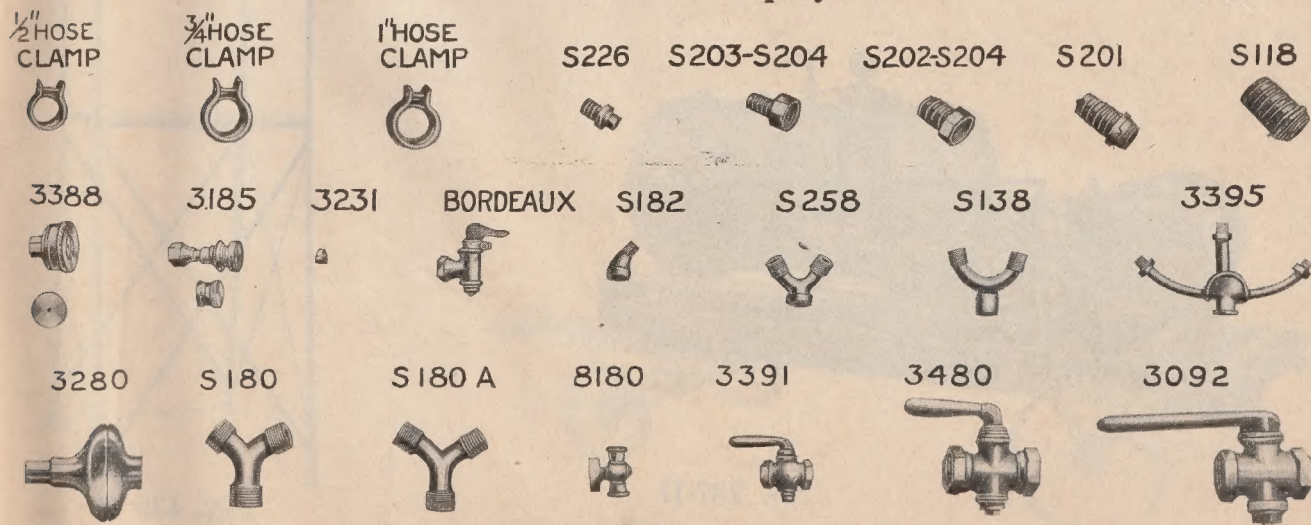 ½"HOSE CLAMP
¾"HOSE CLAMP
1"HOSE CLAMP
S226
S203-S204
S202-S204
S201
S118
3388
3185
3231
BORDEAUX
S182
S258
S138
3395
3280
S180
S180 A
8180
3391
3480
3092